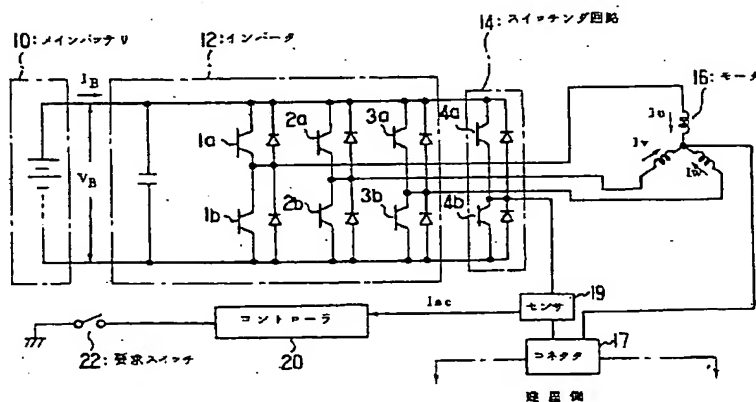 10:メインバッテリ
12:インバータ
14:スイッチング回路
16:モータ
IB
VB
1a
2a
3a
4a
1b
2b
3b
4b
Iu
Iv
Iw
Iac
センサ
19
コントローラ
20
22:要求スイッチ
コネクタ
17